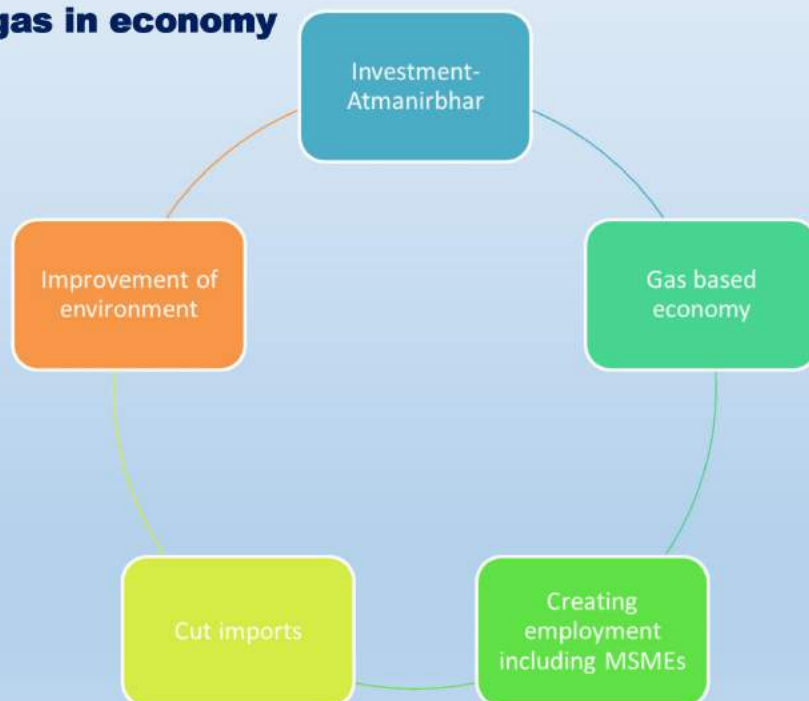 gas in economy
Investment-
Atmanirbhar
Gas based
economy
Creating
employment
including MSMEs
Cut imports
Improvement of
environment